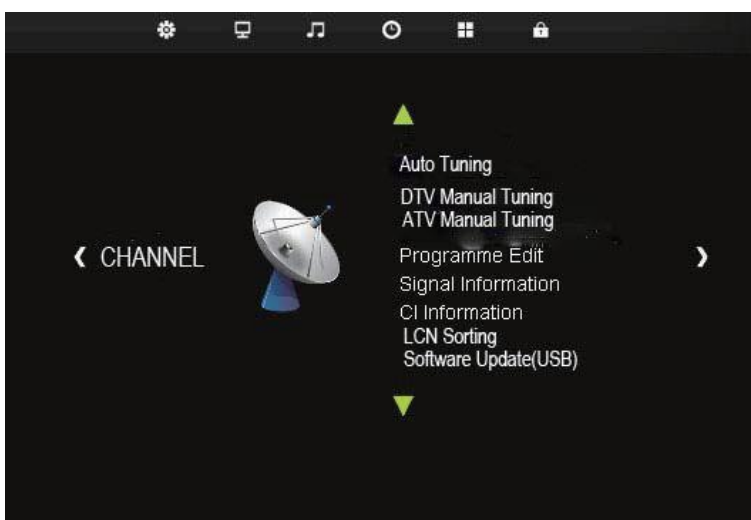 Auto Tuning
DTV Manual Tuning
ATV Manual Tuning
CHANNEL
Programme Edit
Signal Information
CI Information
LCN Sorting
Software Update(USB)